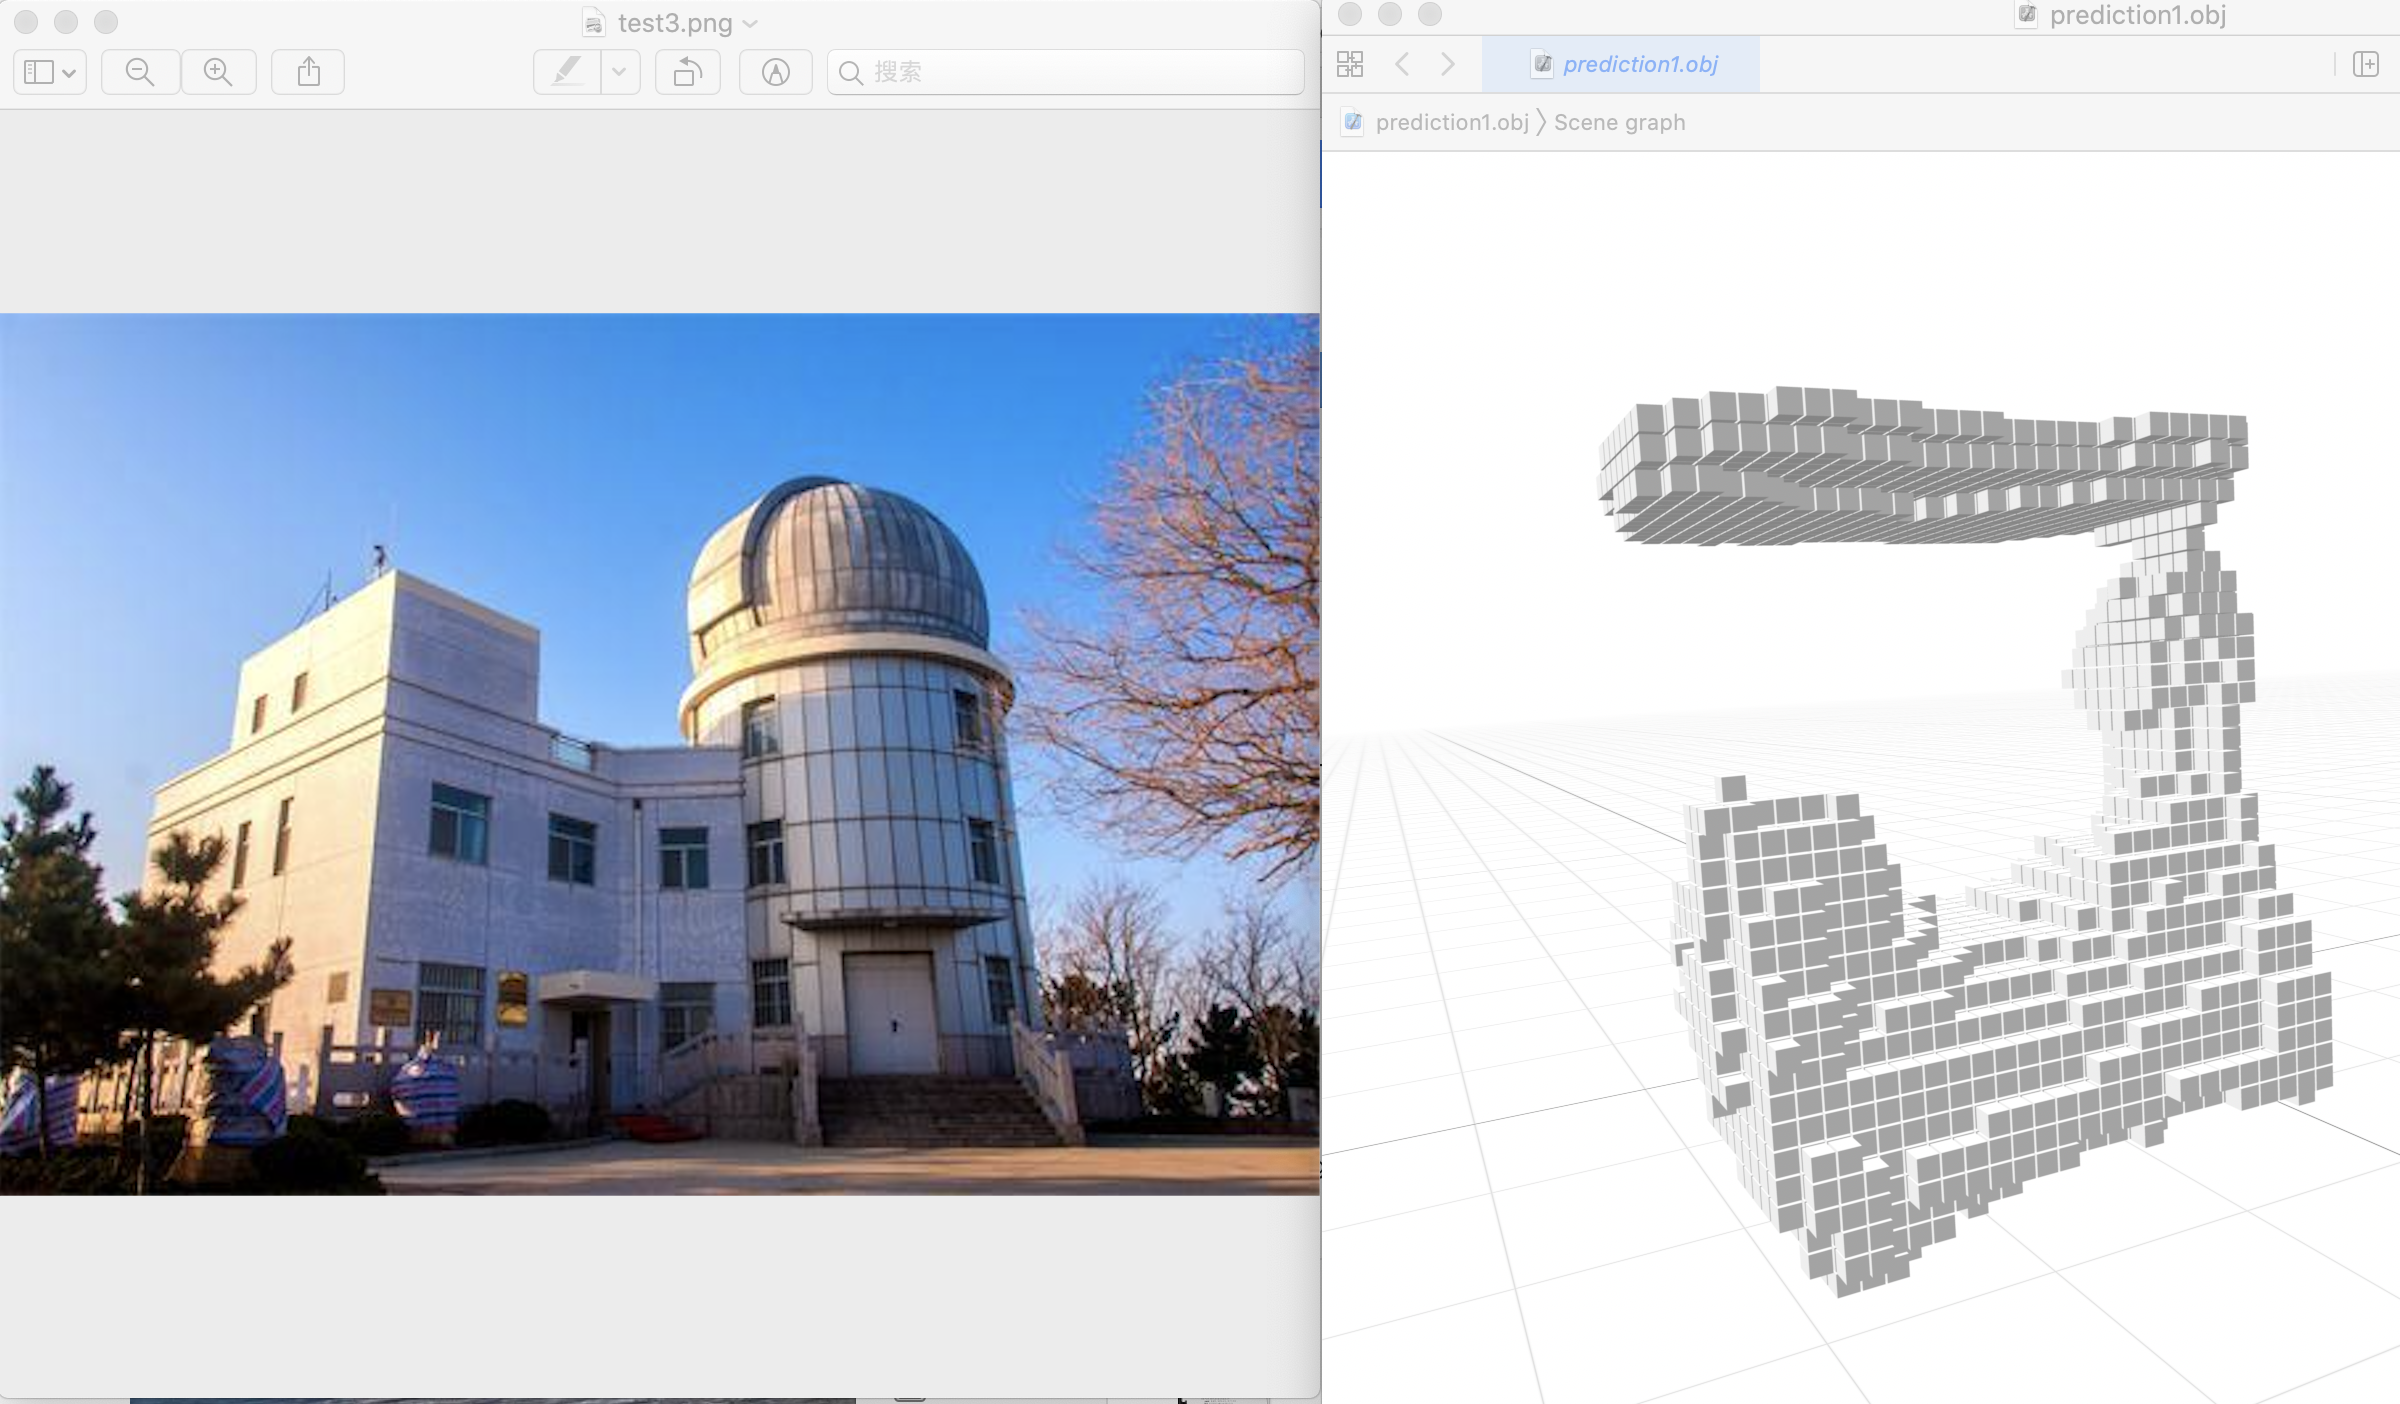 test3.png
搜索
prediction1.obj
prediction1.obj
prediction1.obj 〉 Scene graph